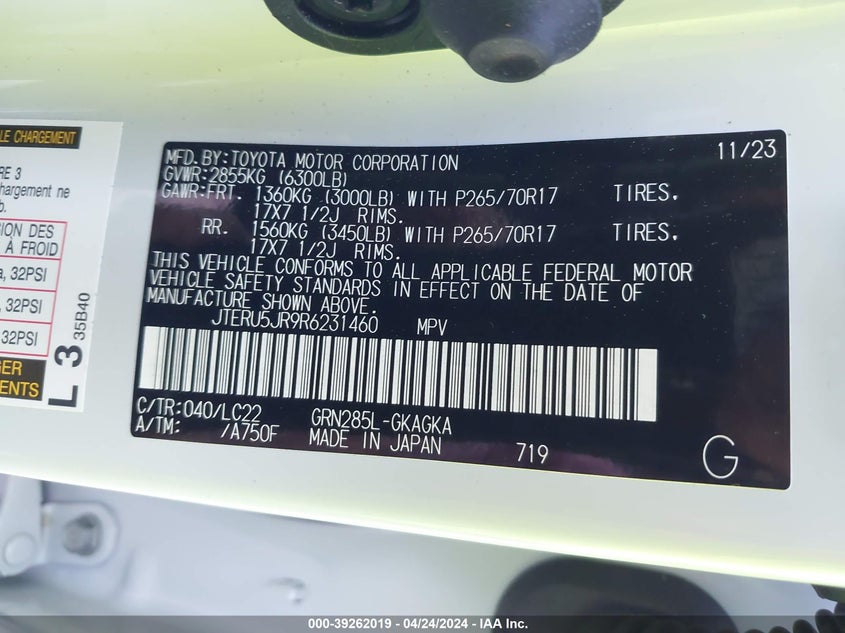 LE CHARGEMENT
RE 3
chargement ne
b.
SION DES
À FROID
a, 32PSI
, 32PSI
32PSI
GER
MENTS
L 3 35B40
MFD. BY: TOYOTA MOTOR CORPORATION 11/23
GVWR: 2855KG (6300LB)
GAWR: FRT. 1360KG (3000LB) WITH P265/70R17 TIRES.
17X7 1/2J RIMS.
RR. 1560KG (3450LB) WITH P265/70R17 TIRES.
17X7 1/2J RIMS.
THIS VEHICLE CONFORMS TO ALL APPLICABLE FEDERAL MOTOR
VEHICLE SAFETY STANDARDS IN EFFECT ON THE DATE OF
MANUFACTURE SHOWN ABOVE.
JTERU5JR9R6231460 MPV
C/TR: 040/LC22 GRN285L-GKAGKA
A/TM: /A750F MADE IN JAPAN 719 G
000-39262019 - 04/24/2024 - IAA Inc.